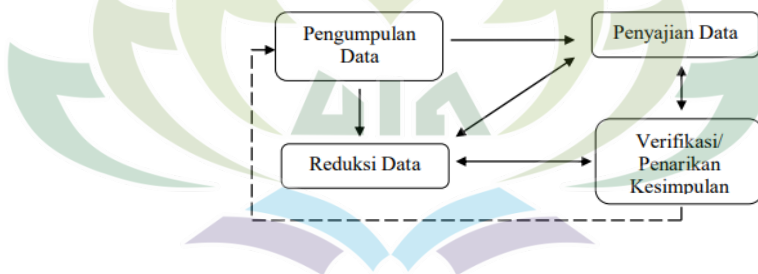 Pengumpulan
Data
Penyajian Data
Reduksi Data
Verifikasi/
Penarikan
Kesimpulan